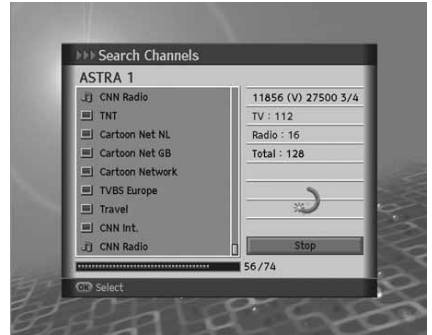 Search Channels
ASTRA 1
CNN Radio
TNT
Cartoon Net NL
Cartoon Net GB
Cartoon Network
TVBS Europe
Travel
CNN Int.
CNN Radio
11856 (V) 27500 3/4
TV : 112
Radio : 16
Total : 128
Stop
56/74
OK Select